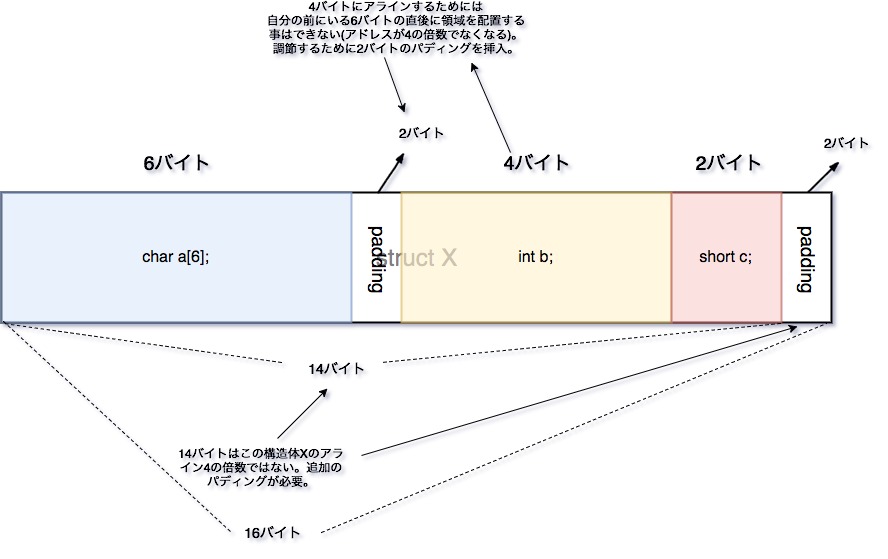 4バイトにアラインするためには
自分の前にいる6バイトの直後に領域を配置する
事はできない(アドレスが4の倍数でなくなる)。
調節するために2バイトのパディングを挿入。
2バイト
2バイト
6バイト
4バイト
2バイト
char a[6];
padding
struct X
int b;
short c;
padding
14バイト
14バイトはこの構造体Xのアラ
イン4の倍数ではない。追加の
パディングが必要。
16バイト